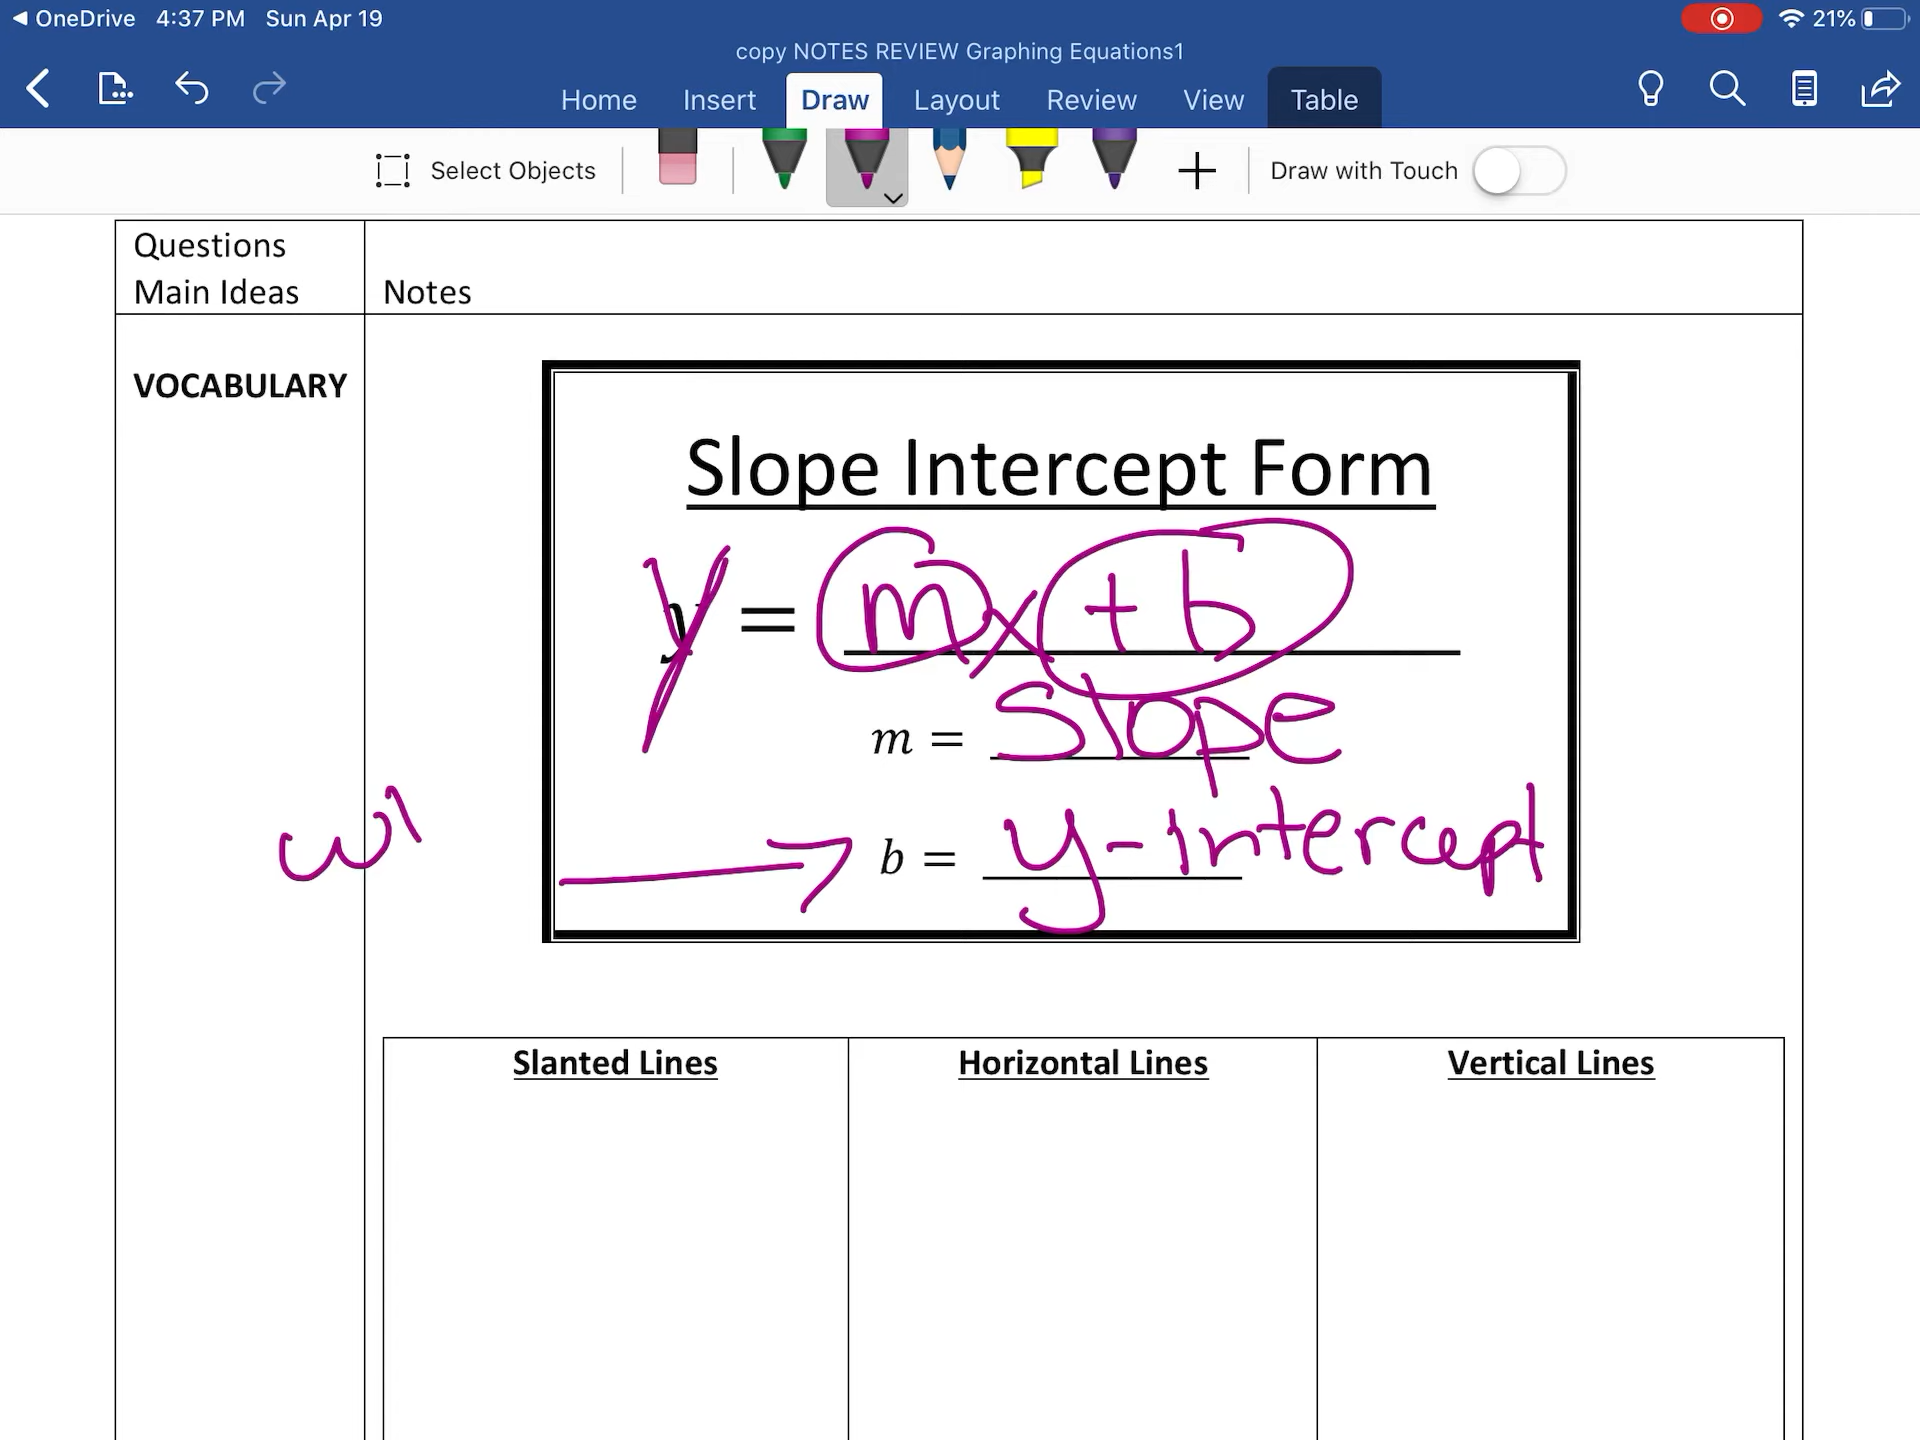 OneDrive 4:37 PM Sun Apr 19 21%
copy NOTES REVIEW Graphing Equations1
Home Insert Draw Layout Review View Table
Select Objects Draw with Touch
Questions
Main Ideas Notes
VOCABULARY
Slope Intercept Form
y = mx + b
m = Slope
b = y-intercept
Slanted Lines Horizontal Lines Vertical Lines